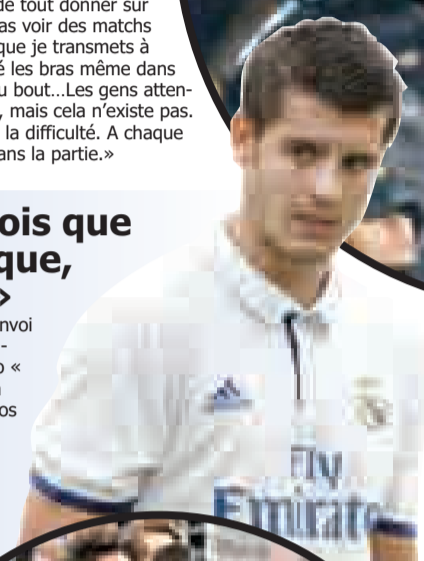 de tout donner sur
as voir des matchs
que je transmets à
é les bras même dans
u bout...Les gens atten-
, mais cela n'existe pas.
la difficulté. A chaque
ans la partie.»
ois que
que,
»
nvoi
-
o «
os
Fly
Emirate